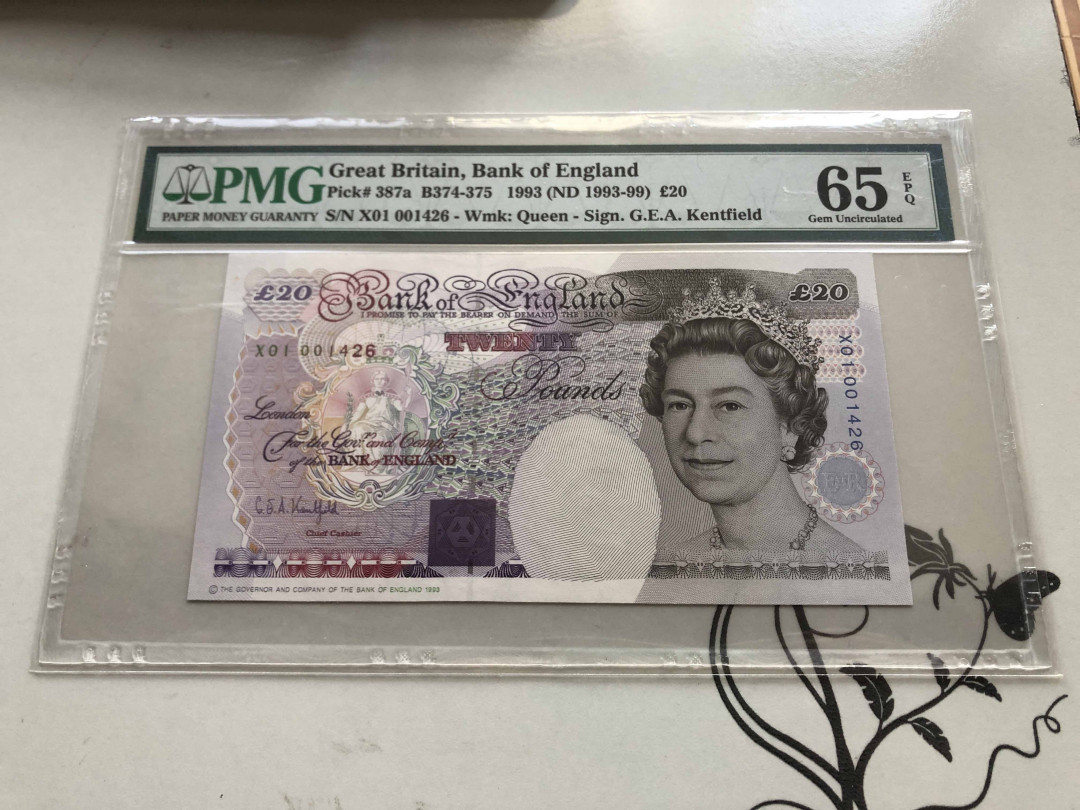 PMG
PAPER MONEY GUARANTY
Great Britain, Bank of England
Pick# 387a B374-375 1993 (ND 1993-99) £20
S/N X01 001426 - Wmk: Queen - Sign. G.E.A. Kentfield
65 EPQ
Gem Uncirculated
£20 Bank of England £20
I PROMISE TO PAY THE BEARER ON DEMAND THE SUM OF
X01 001426 TWENTY
Pounds
X01 001426
London
For the Govr. and Compa.
of the BANK of ENGLAND
G.E.A. Kentfield
Chief Cashier
© THE GOVERNOR AND COMPANY OF THE BANK OF ENGLAND 1993